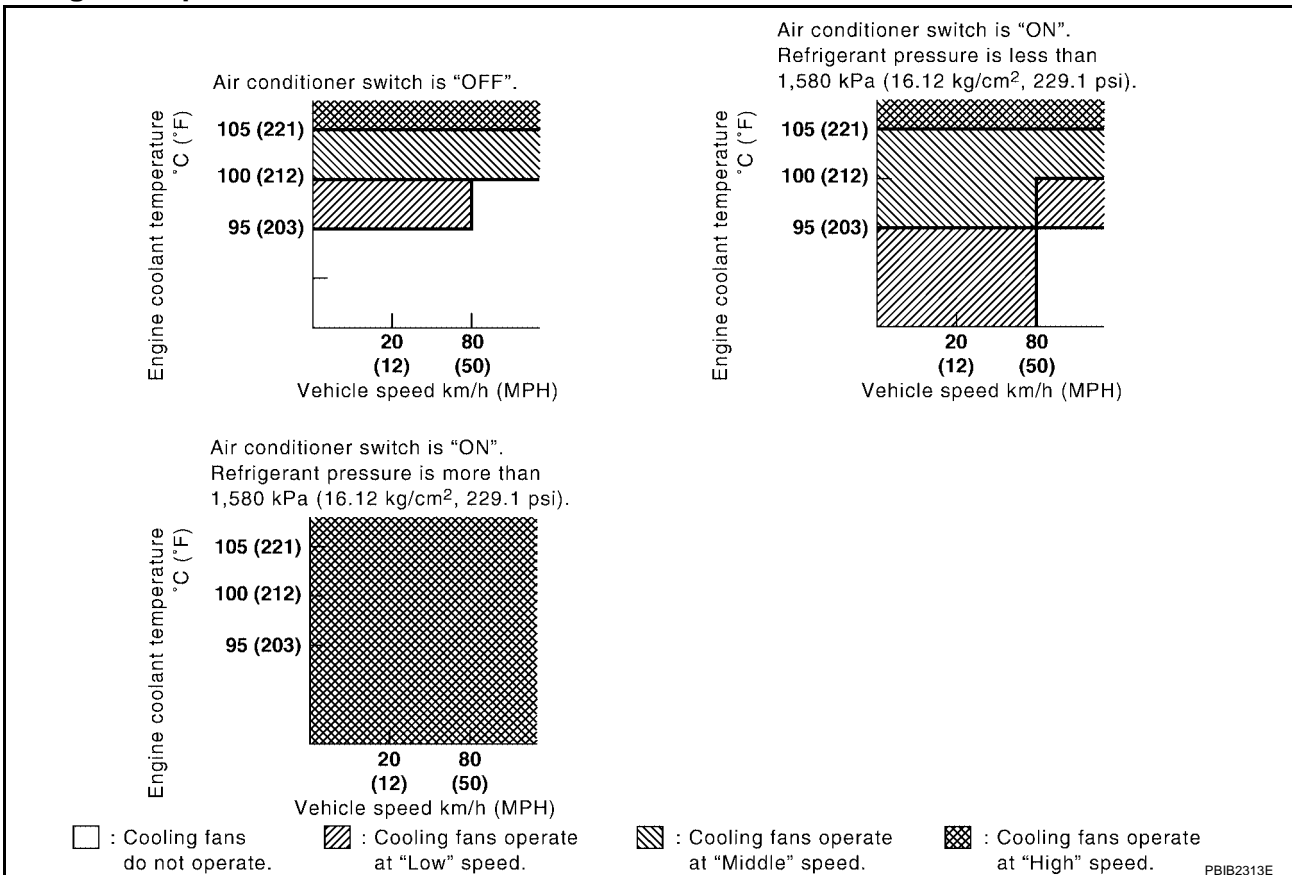 Air conditioner switch is “OFF”.
Engine coolant temperature
°C (°F)
105 (221)
100 (212)
95 (203)
20
(12)
80
(50)
Vehicle speed km/h (MPH)
Air conditioner switch is “ON”.
Refrigerant pressure is less than
1,580 kPa (16.12 kg/cm², 229.1 psi).
Engine coolant temperature
°C (°F)
105 (221)
100 (212)
95 (203)
20
(12)
80
(50)
Vehicle speed km/h (MPH)
Air conditioner switch is “ON”.
Refrigerant pressure is more than
1,580 kPa (16.12 kg/cm², 229.1 psi).
Engine coolant temperature
°C (°F)
105 (221)
100 (212)
95 (203)
20
(12)
80
(50)
Vehicle speed km/h (MPH)
: Cooling fans
do not operate.
: Cooling fans operate
at “Low” speed.
: Cooling fans operate
at “Middle” speed.
: Cooling fans operate
at “High” speed.
PBIB2313E